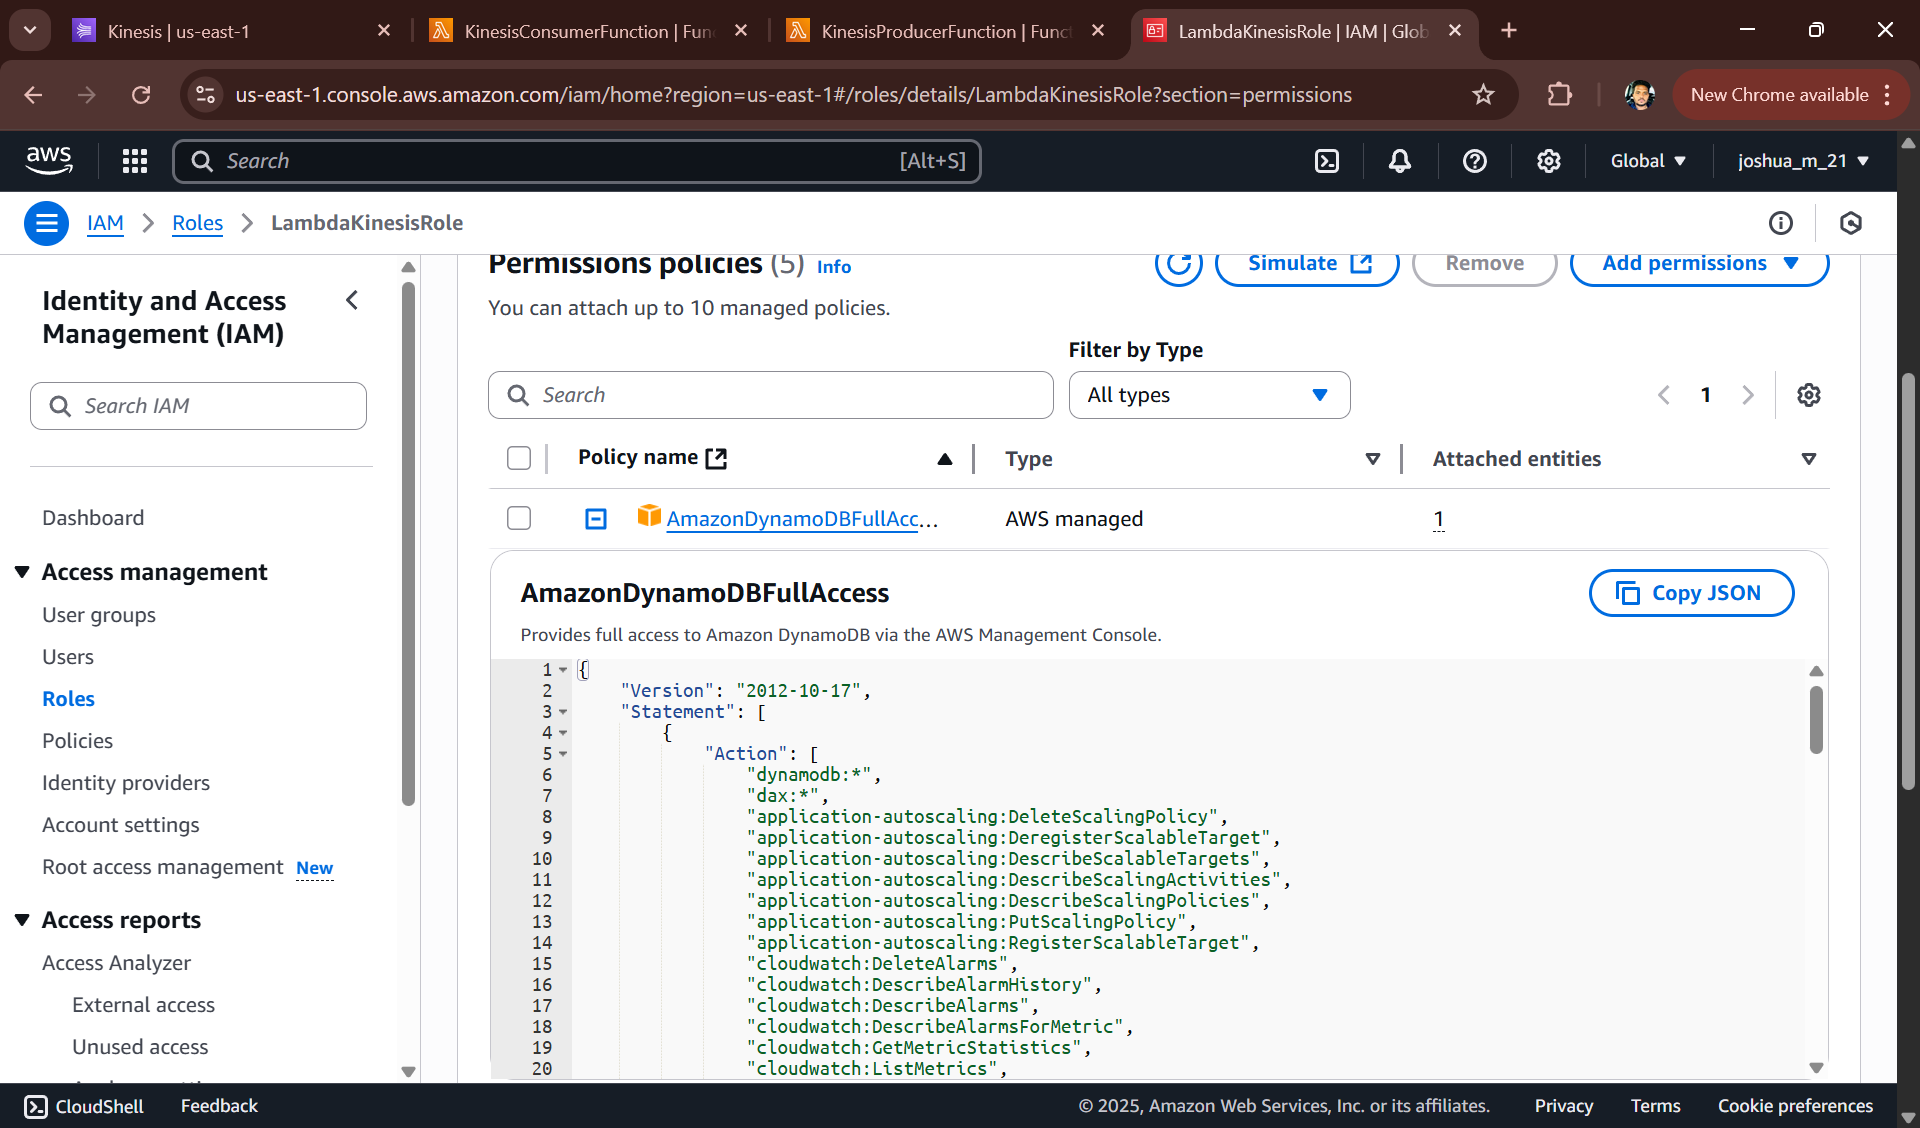 Kinesis | us-east-1
KinesisConsumerFunction | Fun
KinesisProducerFunction | Funct
LambdaKinesisRole | IAM | Glob
us-east-1.console.aws.amazon.com/iam/home?region=us-east-1#/roles/details/LambdaKinesisRole?section=permissions
New Chrome available
aws
Search
[Alt+S]
Global
joshua_m_21
IAM
Roles
LambdaKinesisRole
Identity and Access
Management (IAM)
Search IAM
Dashboard
Access management
User groups
Users
Roles
Policies
Identity providers
Account settings
Root access management New
Access reports
Access Analyzer
External access
Unused access
Permissions policies (5) Info
Simulate
Remove
Add permissions
You can attach up to 10 managed policies.
Filter by Type
Search
All types
1
Policy name
Type
Attached entities
AmazonDynamoDBFullAcc...
AWS managed
1
AmazonDynamoDBFullAccess
Copy JSON
Provides full access to Amazon DynamoDB via the AWS Management Console.
1 {
2 "Version": "2012-10-17",
3 "Statement": [
4 {
5 "Action": [
6 "dynamodb:*",
7 "dax:*",
8 "application-autoscaling:DeleteScalingPolicy",
9 "application-autoscaling:DeregisterScalableTarget",
10 "application-autoscaling:DescribeScalableTargets",
11 "application-autoscaling:DescribeScalingActivities",
12 "application-autoscaling:DescribeScalingPolicies",
13 "application-autoscaling:PutScalingPolicy",
14 "application-autoscaling:RegisterScalableTarget",
15 "cloudwatch:DeleteAlarms",
16 "cloudwatch:DescribeAlarmHistory",
17 "cloudwatch:DescribeAlarms",
18 "cloudwatch:DescribeAlarmsForMetric",
19 "cloudwatch:GetMetricStatistics",
20 "cloudwatch:ListMetrics",
CloudShell
Feedback
© 2025, Amazon Web Services, Inc. or its affiliates.
Privacy
Terms
Cookie preferences